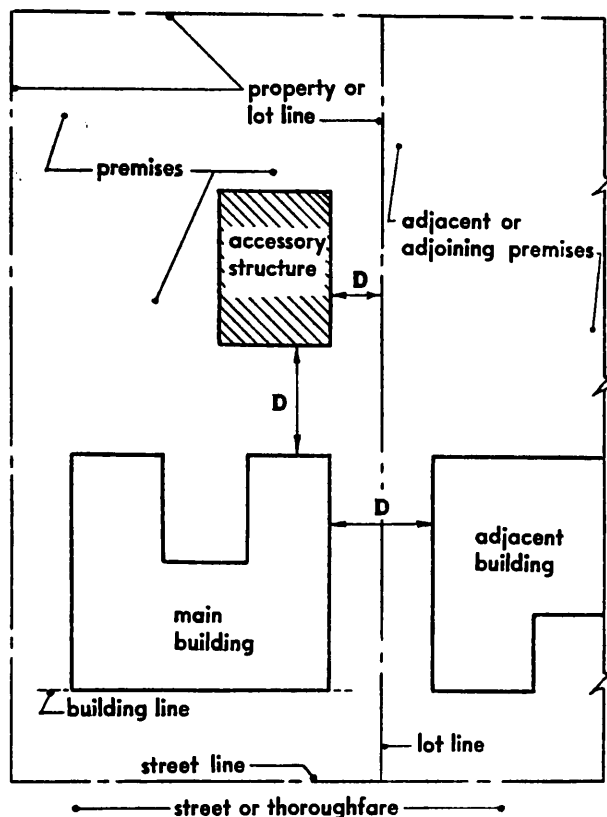 property or
lot line
premises
accessory
structure
adjacent or
adjoining premises
D
D
D
adjacent
building
main
building
building line
lot line
street line
street or thoroughfare